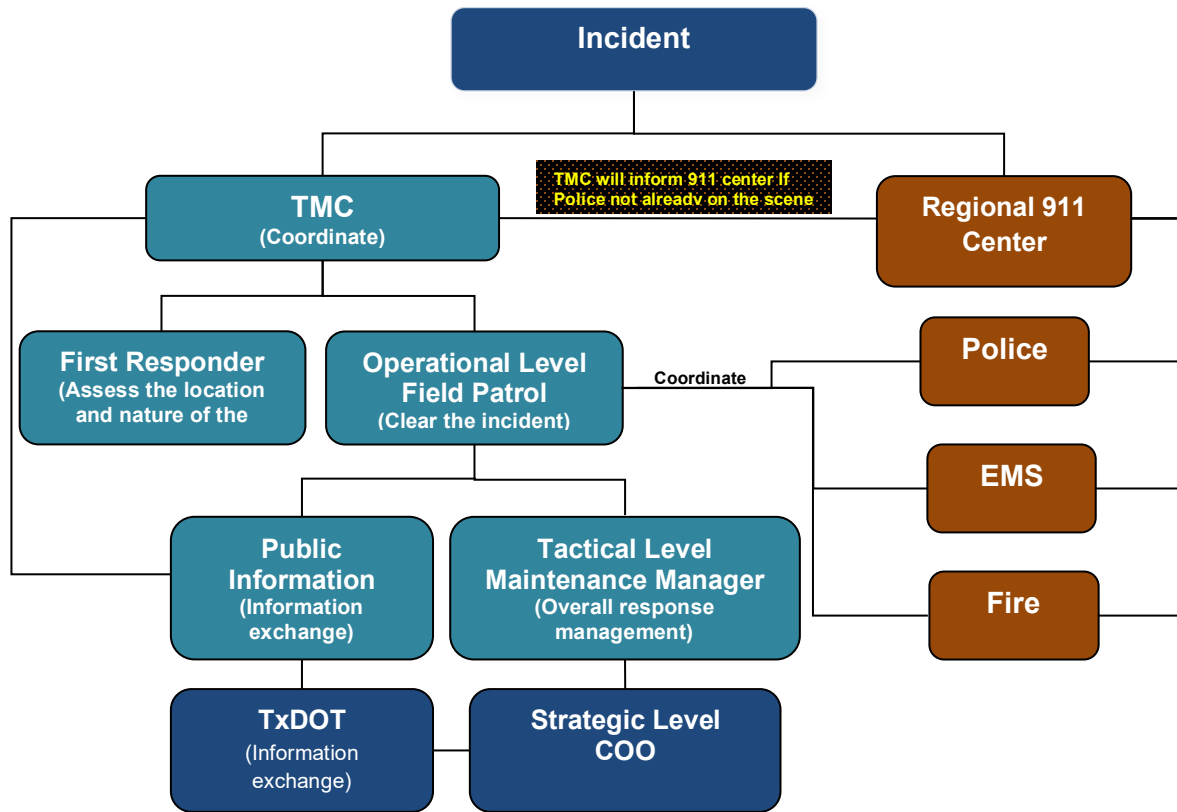 Incident
TMC will inform 911 center If
Police not already on the scene
TMC
(Coordinate)
Regional 911
Center
First Responder
(Assess the location
and nature of the
Operational Level
Field Patrol
(Clear the incident)
Coordinate
Police
EMS
Public
Information
(Information
exchange)
Tactical Level
Maintenance Manager
(Overall response
management)
Fire
TxDOT
(Information
exchange)
Strategic Level
COO